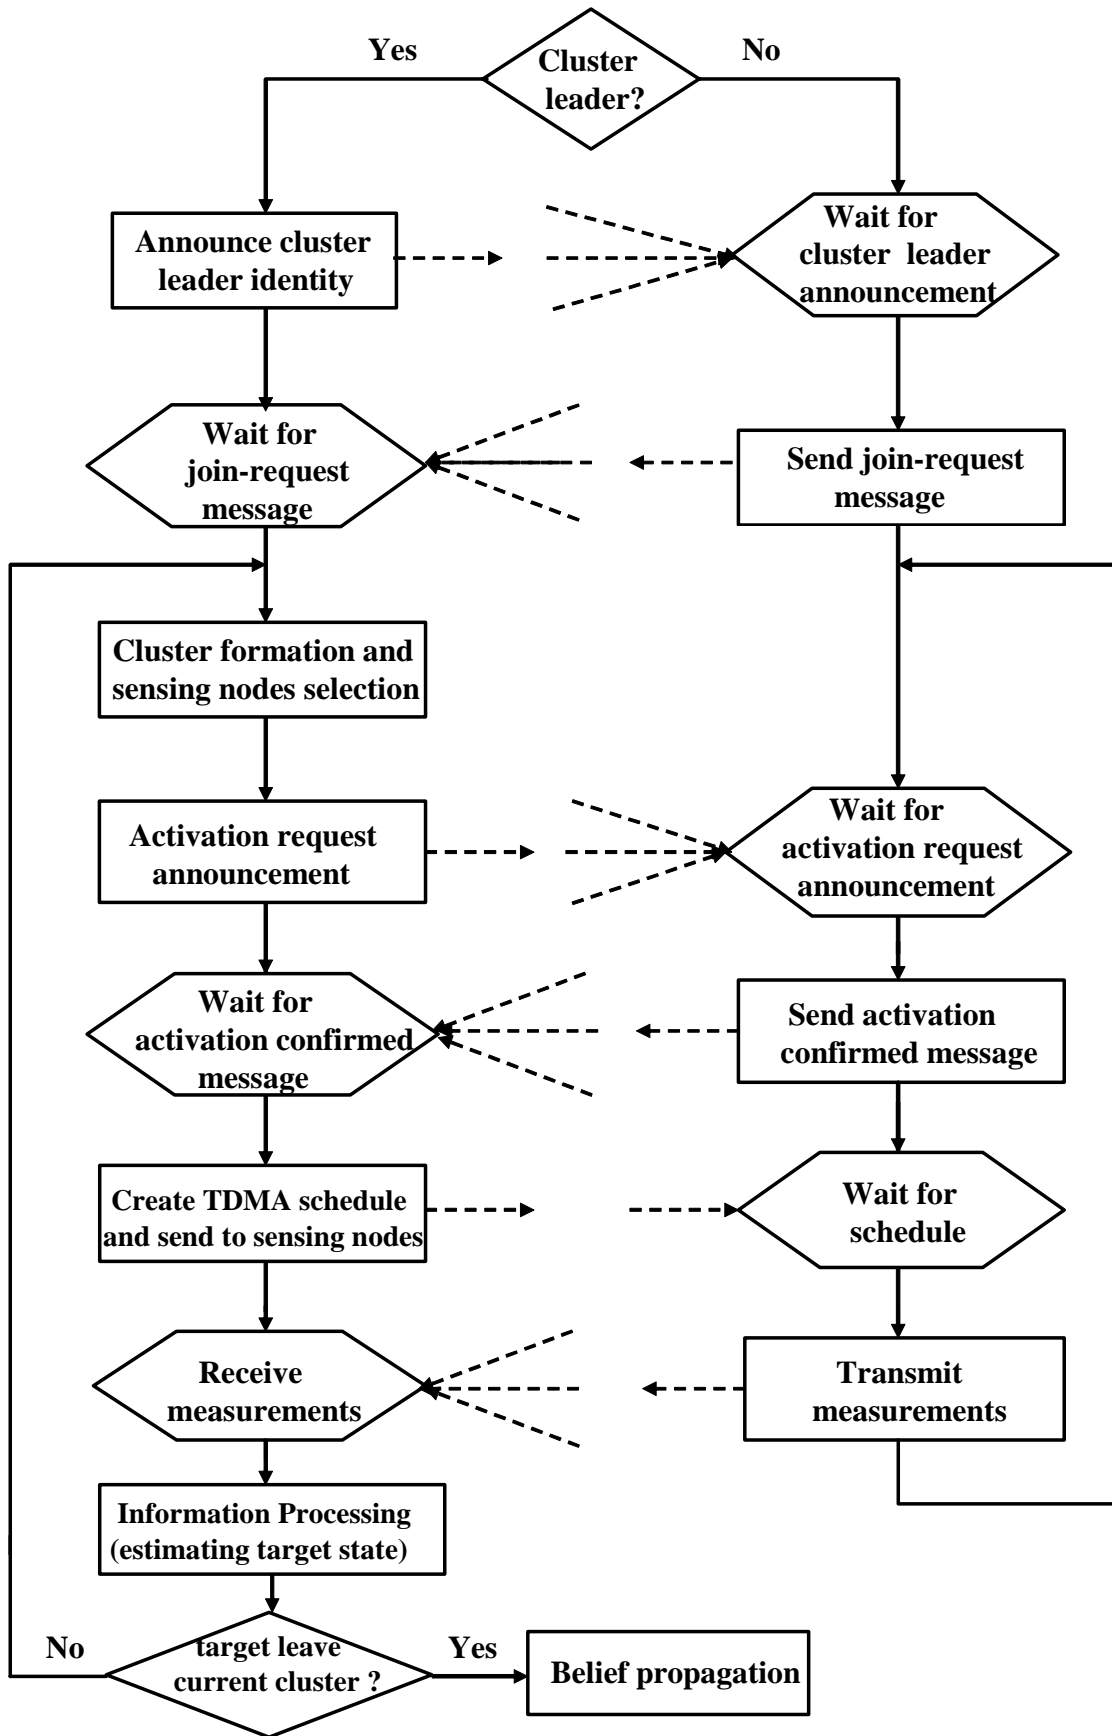 Yes
No
Cluster
leader?
Announce cluster
leader identity
Wait for
cluster leader
announcement
Wait for
join-request
message
Send join-request
message
Cluster formation and
sensing nodes selection
Activation request
announcement
Wait for
activation request
announcement
Wait for
activation confirmed
message
Send activation
confirmed message
Create TDMA schedule
and send to sensing nodes
Wait for
schedule
Receive
measurements
Transmit
measurements
Information Processing
(estimating target state)
No
target leave
current cluster ?
Yes
Belief propagation